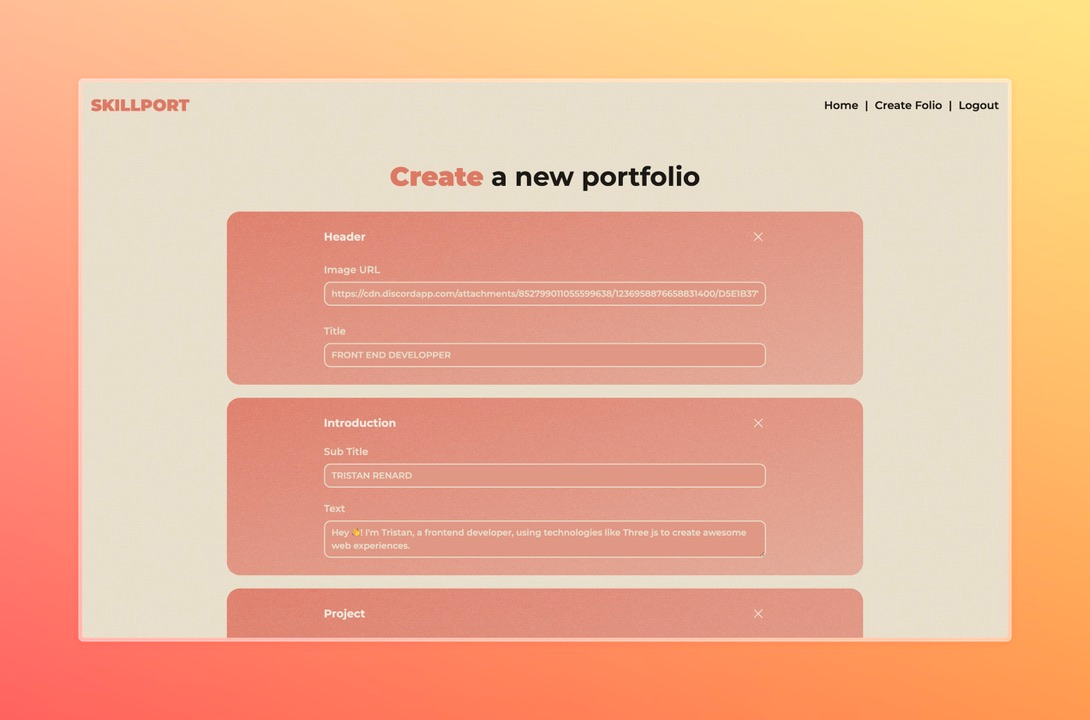 SKILLPORT
Home | Create Folio | Logout
Create a new portfolio
Header
Image URL
https://cdn.discordapp.com/attachments/852799011055599638/1236958876658831400/D5E1B37
Title
FRONT END DEVELOPPER
Introduction
Sub Title
TRISTAN RENARD
Text
Hey 👋! I'm Tristan, a frontend developer, using technologies like Three js to create awesome
web experiences.
Project